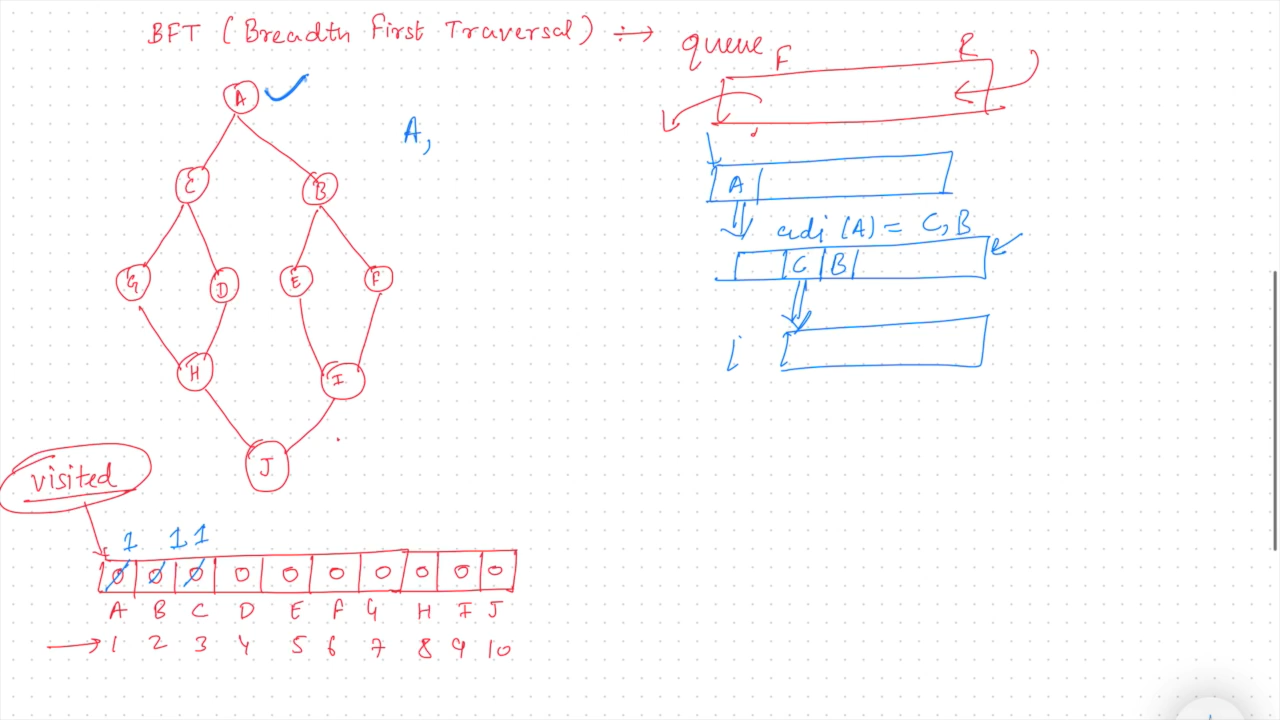 BFT (Breadth First Traversal) ÷→
queue
F R
A
A,
C B
G D E F
H I
J
A
adj (A) = C, B
C B
visited
1 1 1
0 0 0 0 0 0 0 0 0 0
A B C D E F G H I J
→ 1 2 3 4 5 6 7 8 9 10